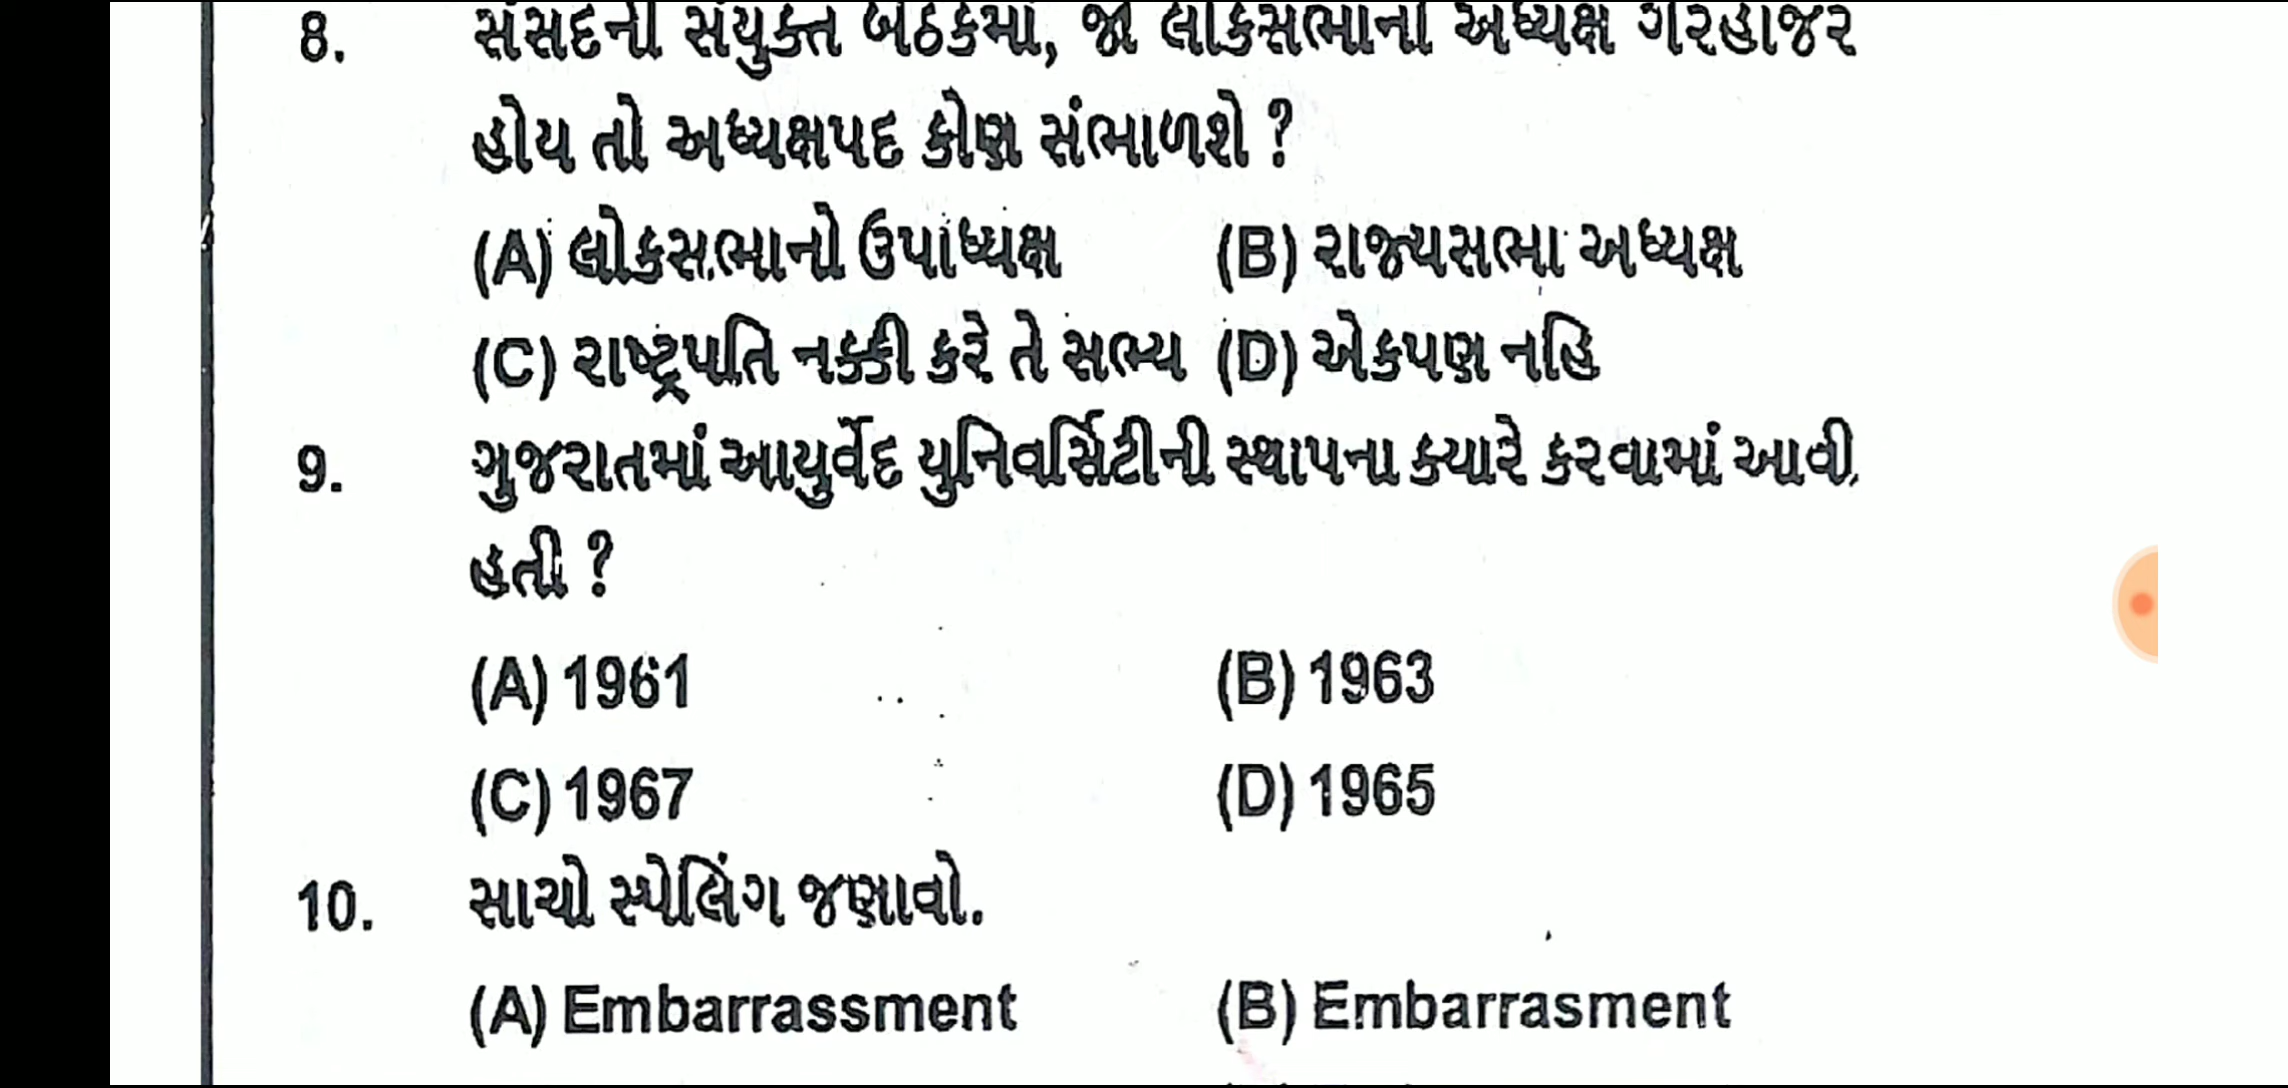 8. સંસદની સંયુક્ત બેઠકમાં, જો લોકસભાનો અધ્યક્ષ ગેરહાજર
હોય તો અધ્યક્ષપદ કોણ સંભાળશે ?
(A) લોકસભાનો ઉપાધ્યક્ષ (B) રાજ્યસભા અધ્યક્ષ
(C) રાષ્ટ્રપતિ નક્કી કરે તે સભ્ય (D) એકપણ નહિ
9. ગુજરાતમાં આયુર્વેદ યુનિવર્સિટીની સ્થાપના ક્યારે કરવામાં આવી
હતી ?
(A) 1961 (B) 1963
(C) 1967 (D) 1965
10. સાચો સ્પેલિંગ જણાવો.
(A) Embarrassment (B) Embarrasment